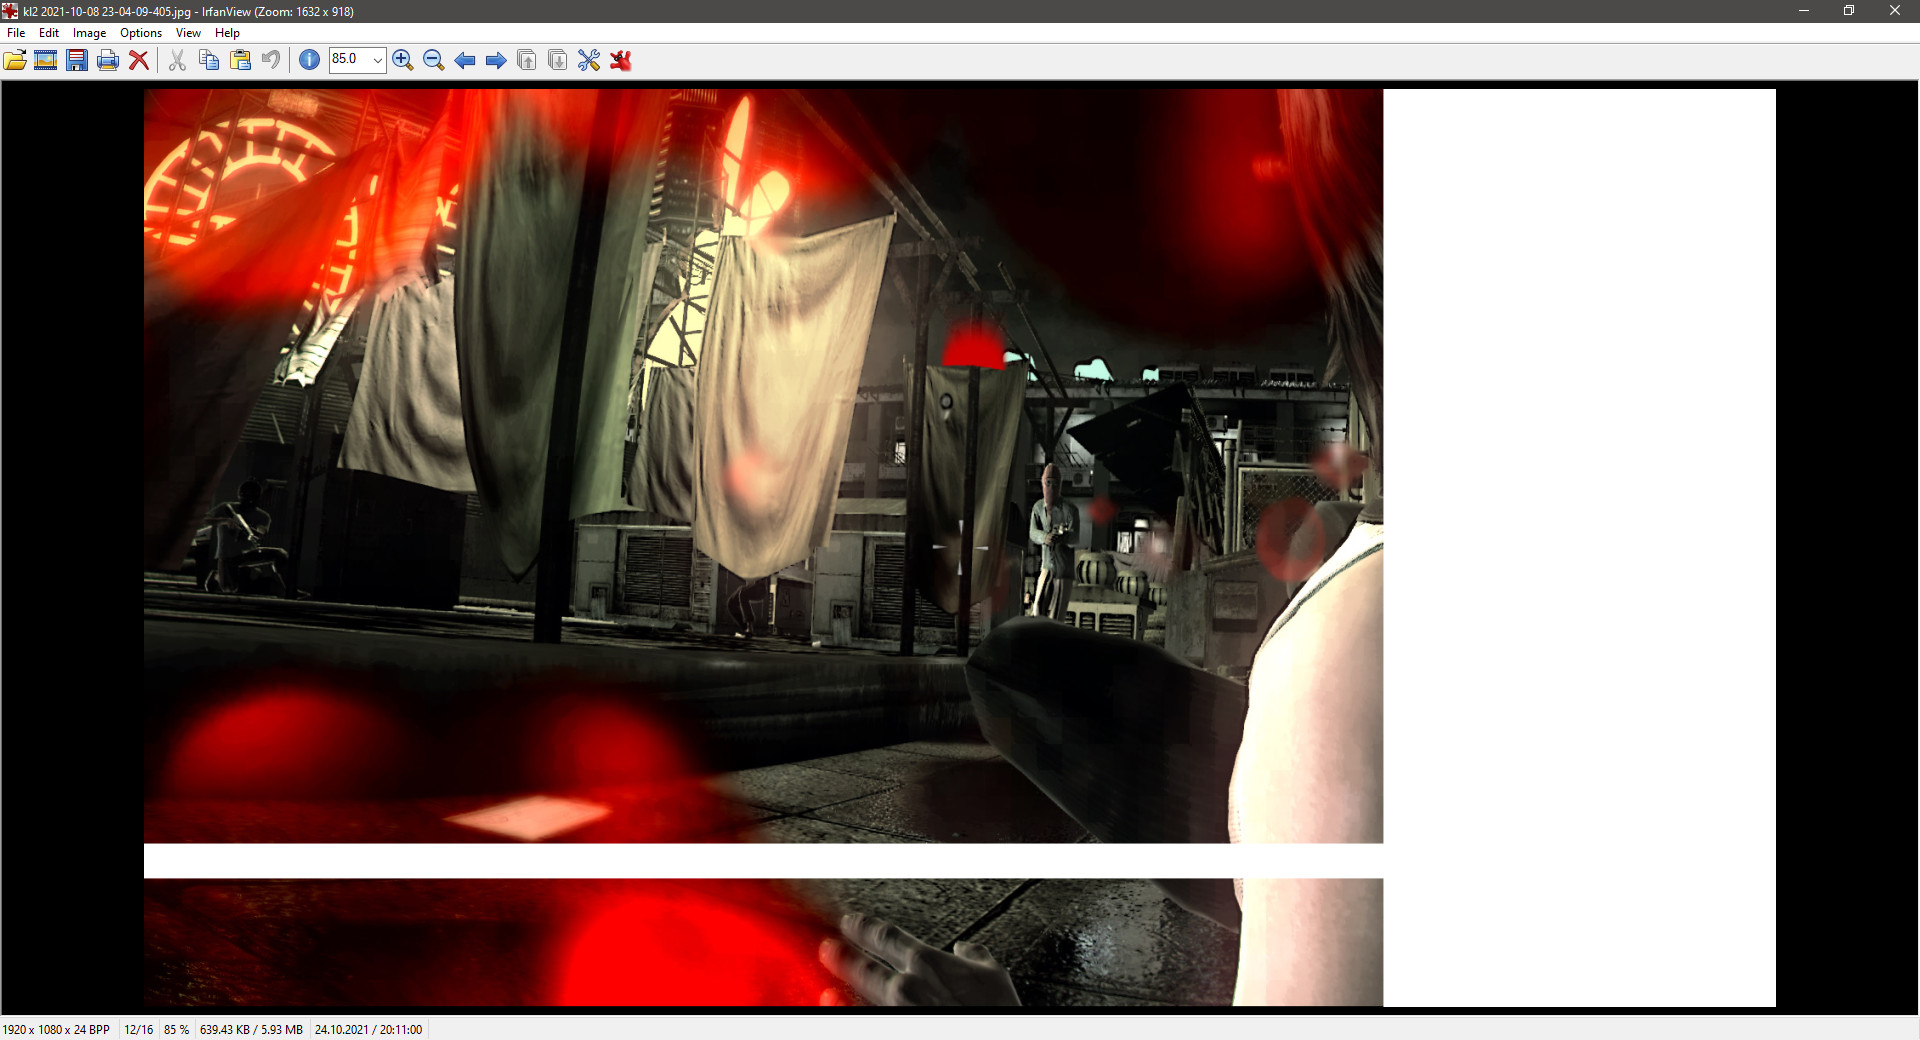 kl2 2021-10-08 23-04-09-405.jpg - IrfanView (Zoom: 1632 x 918)
File Edit Image Options View Help
85.0
1920 x 1080 x 24 BPP 12/16 85 % 639.43 KB / 5.93 MB 24.10.2021 / 20:11:00